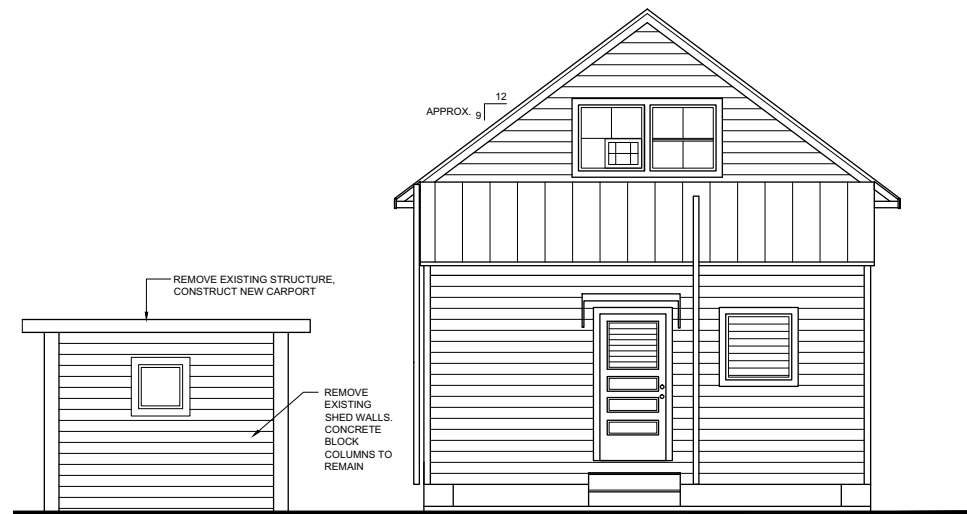 12
APPROX. 9
REMOVE EXISTING STRUCTURE,
CONSTRUCT NEW CARPORT
REMOVE
EXISTING
SHED WALLS.
CONCRETE
BLOCK
COLUMNS TO
REMAIN